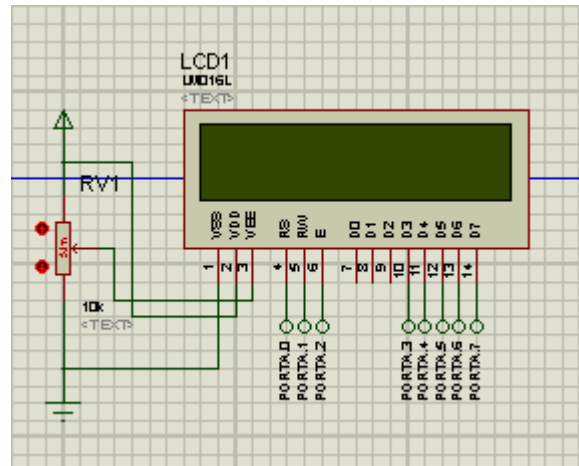 LCD1
LM016L
<TEXT>
RV1
10k
<TEXT>
VSS
VDD
VEE
RS
RW
E
D0
D1
D2
D3
D4
D5
D6
D7
1
2
3
4
5
6
7
8
9
10
11
12
13
14
PORTA.0
PORTA.1
PORTA.2
PORTA.3
PORTA.4
PORTA.5
PORTA.6
PORTA.7